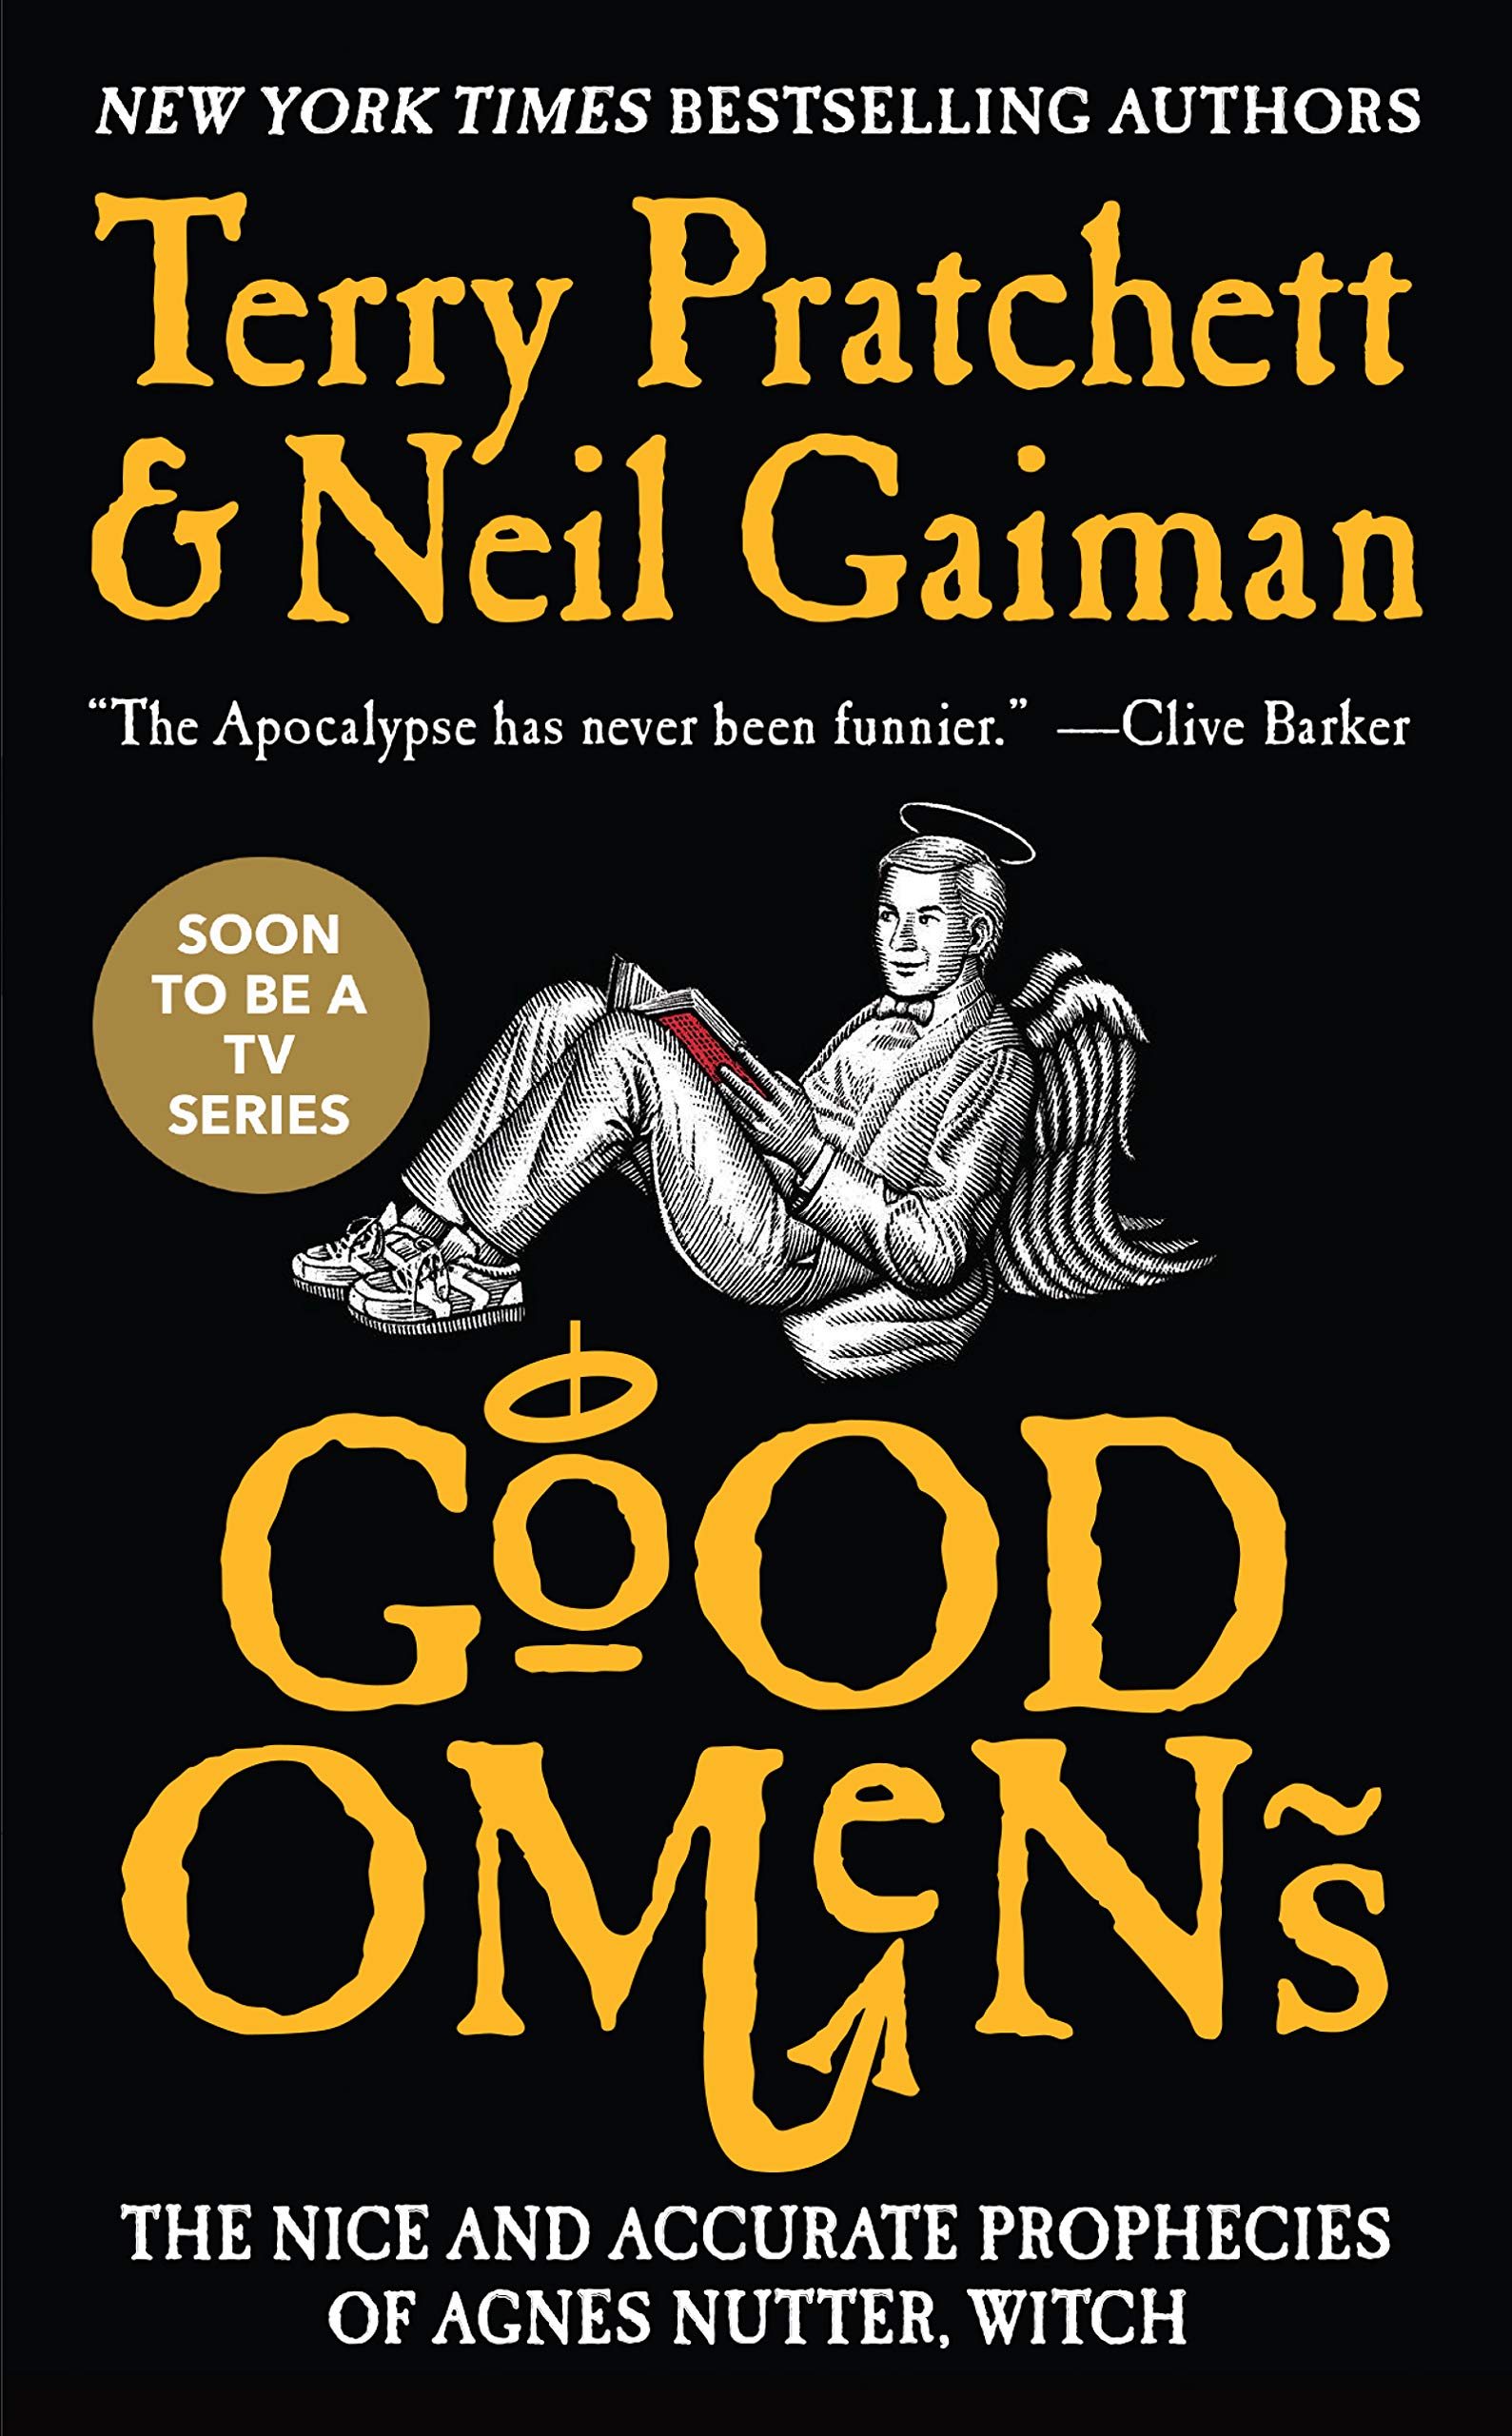 NEW YORK TIMES BESTSELLING AUTHORS
Terry Pratchett
& Neil Gaiman
“The Apocalypse has never been funnier.” —Clive Barker
SOON
TO BE A
TV
SERIES
GOOD
OMeNs
THE NICE AND ACCURATE PROPHECIES
OF AGNES NUTTER, WITCH